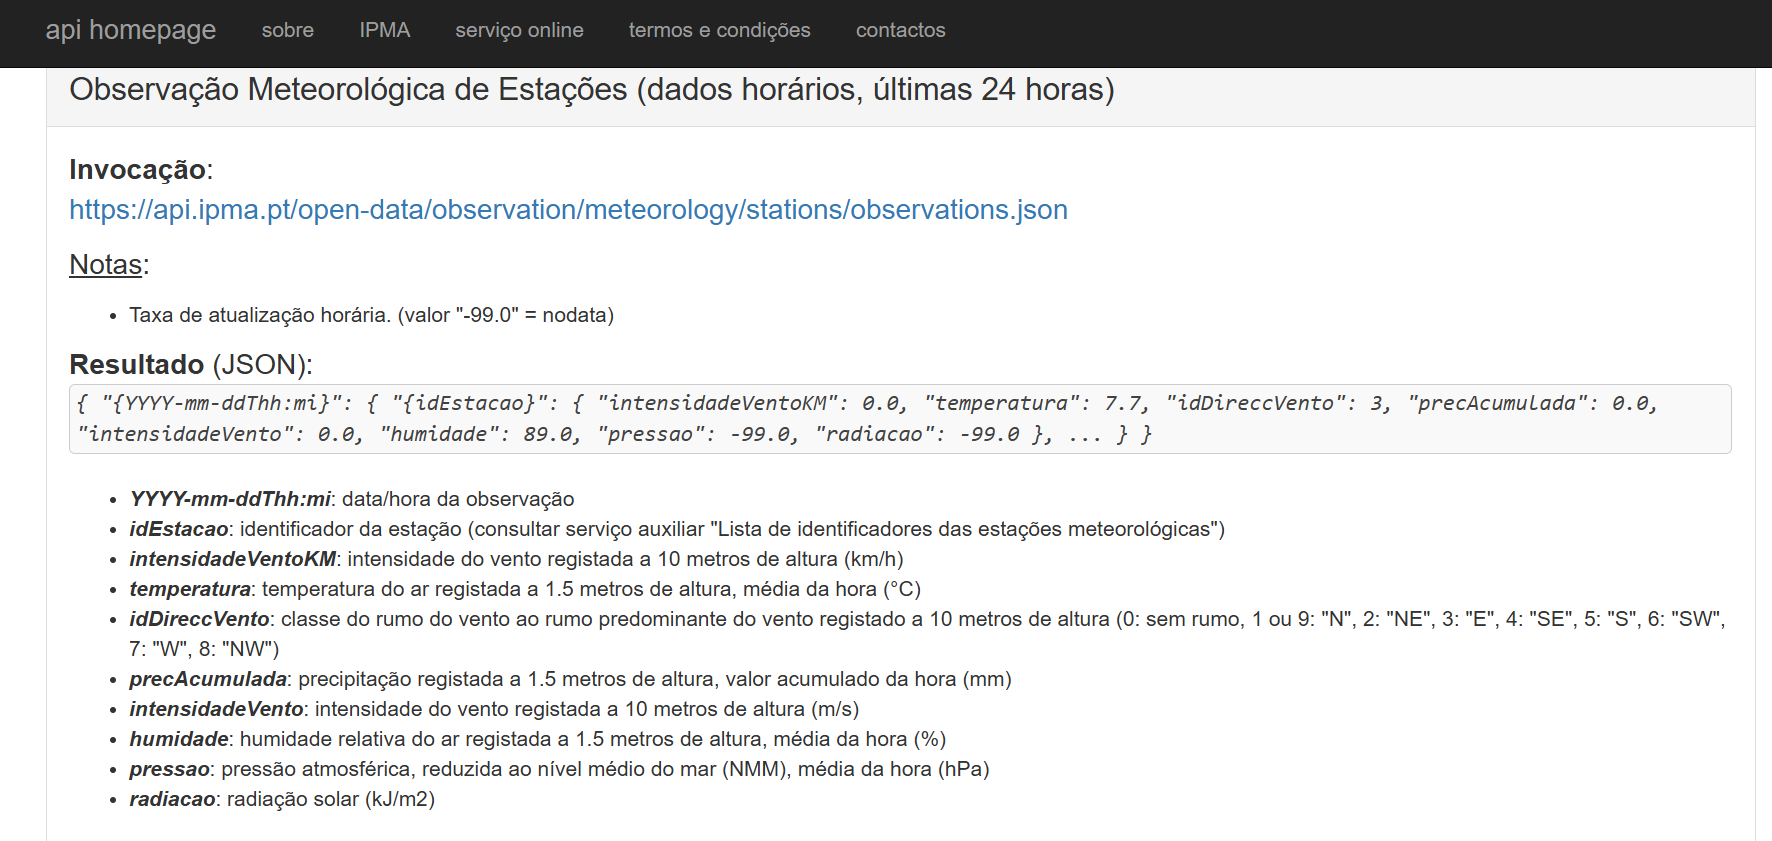 api homepage sobre IPMA serviço online termos e condições contactos
Observação Meteorológica de Estações (dados horários, últimas 24 horas)
Invocação:
https://api.ipma.pt/open-data/observation/meteorology/stations/observations.json
Notas:
• Taxa de atualização horária. (valor "-99.0" = nodata)
Resultado (JSON):
{ "{YYYY-mm-ddThh:mi}": { "{idEstacao}": { "intensidadeVentoKM": 0.0, "temperatura": 7.7, "idDireccVento": 3, "precAcumulada": 0.0,
"intensidadeVento": 0.0, "humidade": 89.0, "pressao": -99.0, "radiacao": -99.0 }, ... } }
• YYYY-mm-ddThh:mi: data/hora da observação
• idEstacao: identificador da estação (consultar serviço auxiliar "Lista de identificadores das estações meteorológicas")
• intensidadeVentoKM: intensidade do vento registada a 10 metros de altura (km/h)
• temperatura: temperatura do ar registada a 1.5 metros de altura, média da hora (°C)
• idDireccVento: classe do rumo do vento ao rumo predominante do vento registado a 10 metros de altura (0: sem rumo, 1 ou 9: "N", 2: "NE", 3: "E", 4: "SE", 5: "S", 6: "SW",
7: "W", 8: "NW")
• precAcumulada: precipitação registada a 1.5 metros de altura, valor acumulado da hora (mm)
• intensidadeVento: intensidade do vento registada a 10 metros de altura (m/s)
• humidade: humidade relativa do ar registada a 1.5 metros de altura, média da hora (%)
• pressao: pressão atmosférica, reduzida ao nível médio do mar (NMM), média da hora (hPa)
• radiacao: radiação solar (kJ/m2)